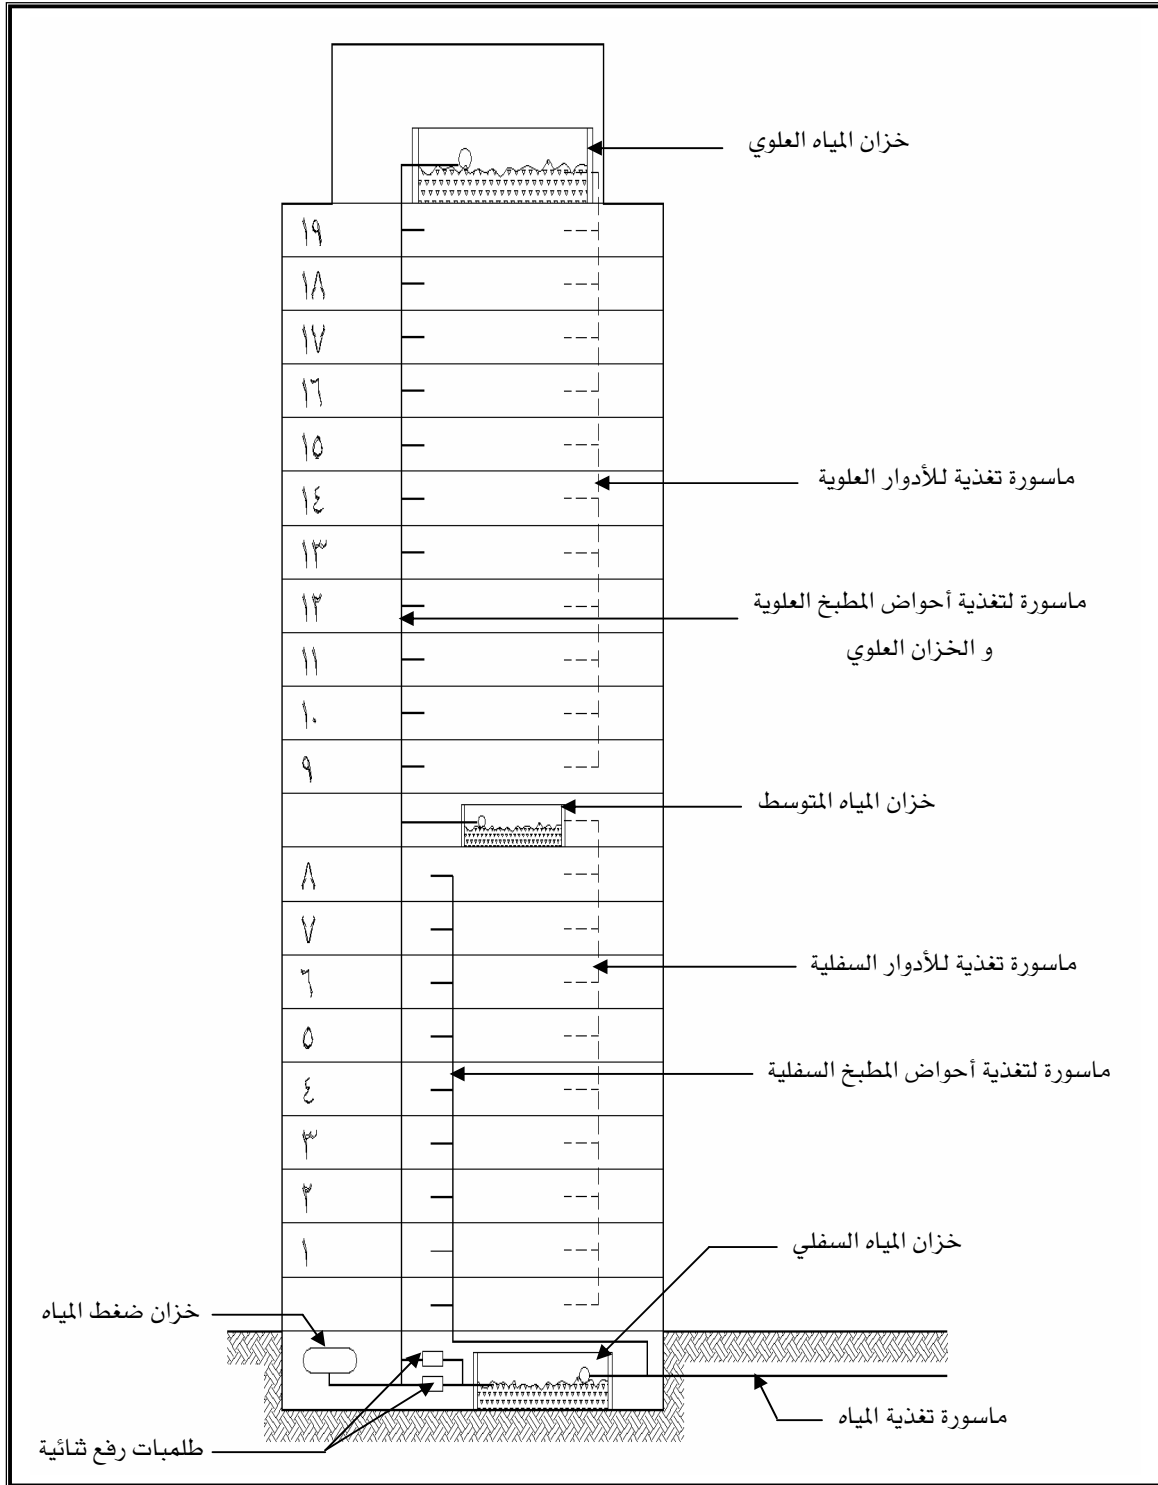 خزان المياه العلوي
١٩
١٨
١٧
١٦
١٥
ماسورة تغذية للأدوار العلوية
١٤
١٣
١٢
ماسورة لتغذية أحواض المطبخ العلوية
و الخزان العلوي
١١
١٠
٩
خزان المياه المتوسط
٨
٧
ماسورة تغذية للأدوار السفلية
٦
٥
ماسورة لتغذية أحواض المطبخ السفلية
٤
٣
٢
خزان المياه السفلي
١
خزان ضغط المياه
ماسورة تغذية المياه
طلمبات رفع ثنائية